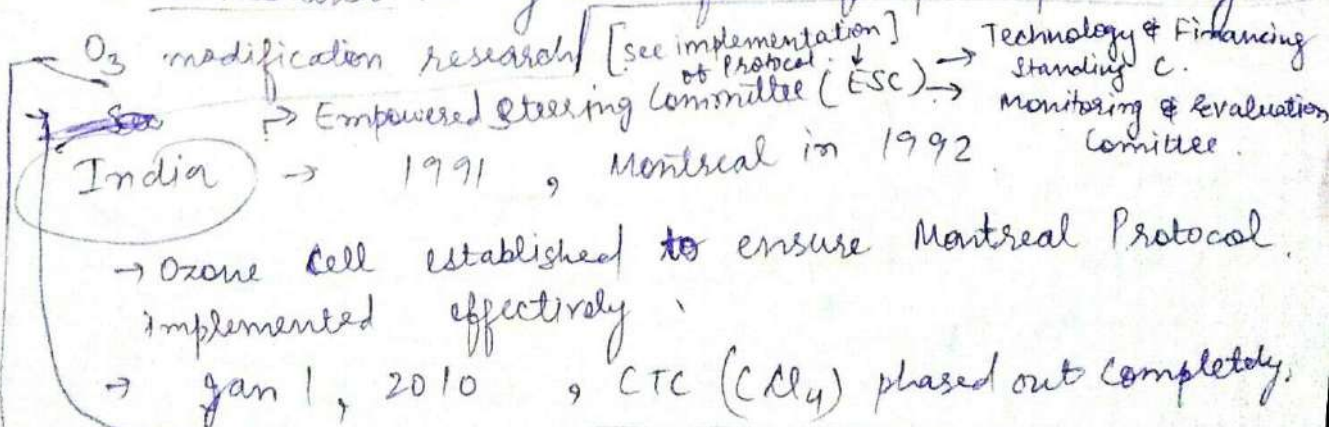 O3 modification research [see implementation of Protocol.]
→ Empowered Steering Committee (ESC) → Technology & Financing Standing C.
→ Monitoring & Evaluation Comittee.
India → 1991, Montreal in 1992
→ Ozone Cell established to ensure Montreal Protocol
implemented effectively.
→ Jan 1, 2010, CTC (CCl4) phased out completely.